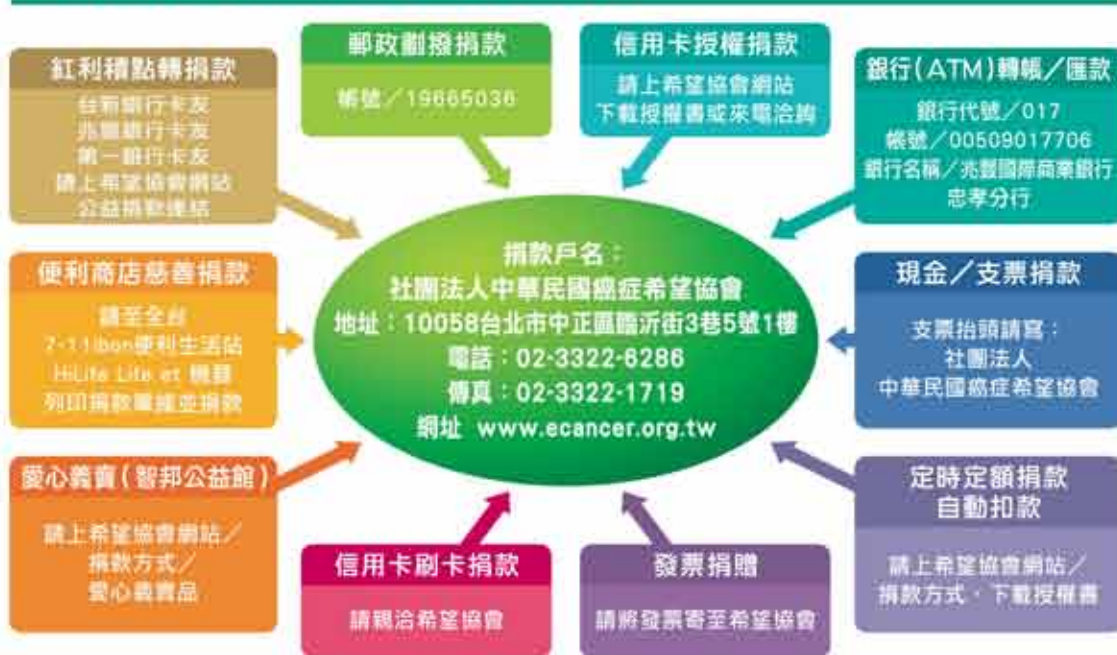 郵政劃撥捐款
帳號／19665036
信用卡授權捐款
請上希望協會網站
下載授權書或來電洽詢
紅利積點轉捐款
台新銀行卡友
兆豐銀行卡友
第一銀行卡友
請上希望協會網站
公益捐款連結
銀行(ATM)轉帳／匯款
銀行代號／017
帳號／00509017706
銀行名稱／兆豐國際商業銀行
忠孝分行
捐款戶名：
社團法人中華民國癌症希望協會
地址：10058台北市中正區臨沂街3巷5號1樓
電話：02-3322-6286
傳真：02-3322-1719
網址 www.ecancer.org.tw
便利商店慈善捐款
請至全台
7-11ibon便利生活站
HiLife Life et 機器
列印捐款單據並捐款
現金／支票捐款
支票抬頭請寫：
社團法人
中華民國癌症希望協會
愛心義賣(智邦公益館)
請上希望協會網站／
捐款方式／
愛心義賣品
信用卡刷卡捐款
請親洽希望協會
發票捐贈
請將發票寄至希望協會
定時定額捐款
自動扣款
請上希望協會網站／
捐款方式，下載授權書